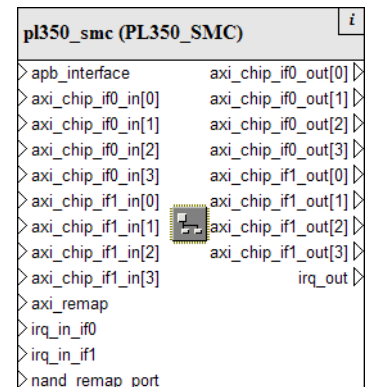 pl350_smc (PL350_SMC)
i
apb_interface axi_chip_if0_out[0]
axi_chip_if0_in[0] axi_chip_if0_out[1]
axi_chip_if0_in[1] axi_chip_if0_out[2]
axi_chip_if0_in[2] axi_chip_if0_out[3]
axi_chip_if0_in[3] axi_chip_if1_out[0]
axi_chip_if1_in[0] axi_chip_if1_out[1]
axi_chip_if1_in[1] axi_chip_if1_out[2]
axi_chip_if1_in[2] axi_chip_if1_out[3]
axi_chip_if1_in[3] irq_out
axi_remap
irq_in_if0
irq_in_if1
nand_remap_port